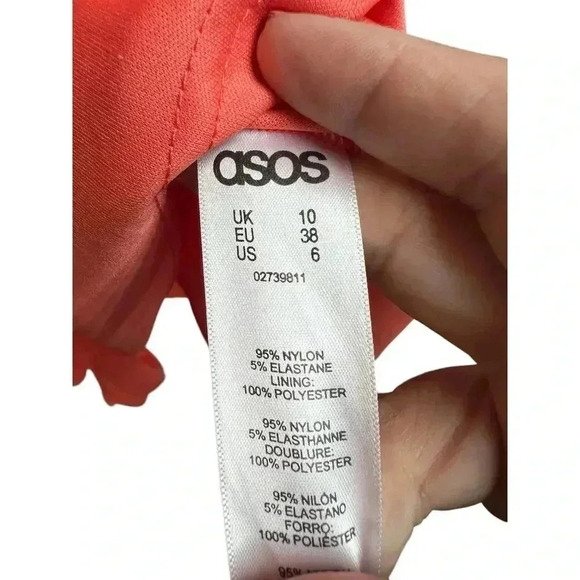 asos
UK 10
EU 38
US 6
02739811
95% NYLON
5% ELASTANE
LINING:
100% POLYESTER
95% NYLON
5% ELASTHANNE
DOUBLURE:
100% POLYESTER
95% NILÓN
5% ELASTANO
FORRO:
100% POLIÉSTER
95%